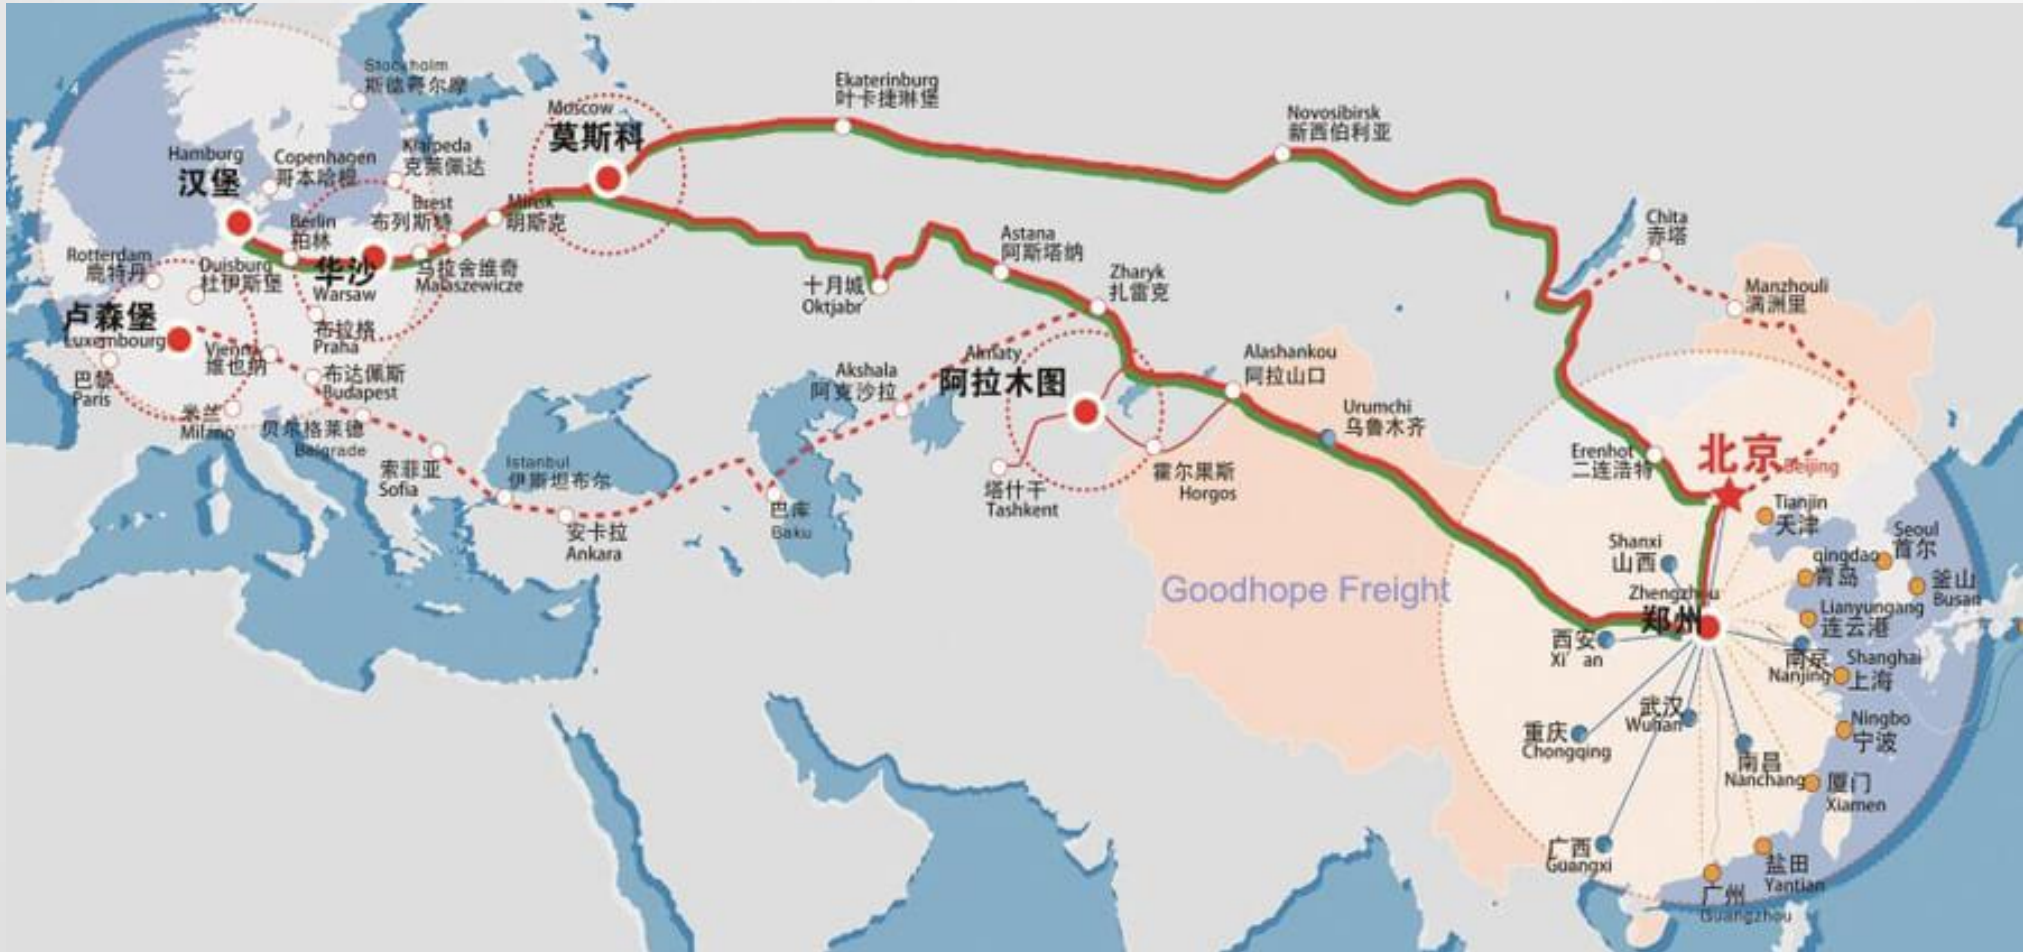 Stockholm
斯德哥尔摩
Ekaterinburg
叶卡捷琳堡
Moscow
莫斯科
Novosibirsk
新西伯利亚
Hamburg
汉堡
Copenhagen
哥本哈根
Klaipeda
克莱佩达
Brest
布列斯特
Minsk
明斯克
Berlin
柏林
Chita
赤塔
Rotterdam
鹿特丹
Duisburg
杜伊斯堡
华沙
Warsaw
马拉舍维奇
Malaszewicze
十月城
Oktjabr
Astana
阿斯塔纳
Zharyk
扎雷克
Manzhouli
满洲里
卢森堡
Luxembourg
布拉格
Praha
Vienna
维也纳
布达佩斯
Budapest
巴黎
Paris
米兰
Milano
贝尔格莱德
Belgrade
Akshala
阿克沙拉
Almaty
阿拉木图
Alashankou
阿拉山口
Urumchi
乌鲁木齐
索菲亚
Sofia
Istanbul
伊斯坦布尔
安卡拉
Ankara
巴库
Baku
塔什干
Tashkent
霍尔果斯
Horgos
Erenhot
二连浩特
北京
Beijing
Tianjin
天津
Seoul
首尔
Shanxi
山西
qingdao
青岛
釜山
Busan
Goodhope Freight
Zhengzhou
郑州
Lianyungang
连云港
西安
Xi' an
南京
Nanjing
Shanghai
上海
武汉
Wuhan
Ningbo
宁波
重庆
Chongqing
南昌
Nanchang
厦门
Xiamen
广西
Guangxi
盐田
Yantian
广州
Guangzhou